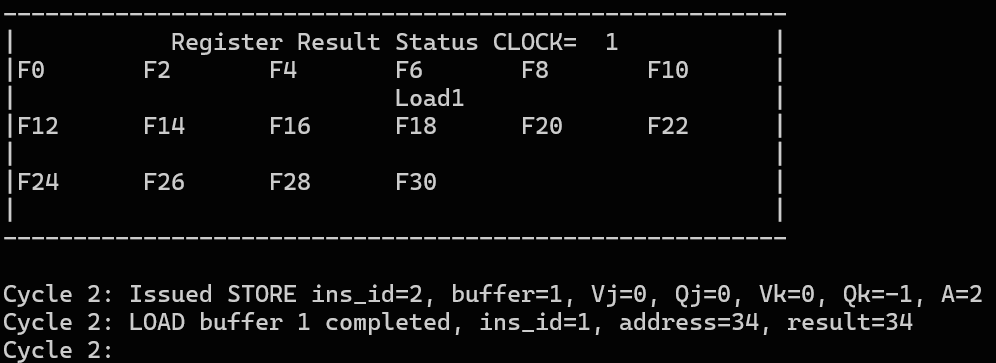 Register Result Status CLOCK= 1
F0 F2 F4 F6 F8 F10
Load1
F12 F14 F16 F18 F20 F22
F24 F26 F28 F30
Cycle 2: Issued STORE ins_id=2, buffer=1, Vj=0, Qj=0, Vk=0, Qk=-1, A=2
Cycle 2: LOAD buffer 1 completed, ins_id=1, address=34, result=34
Cycle 2: